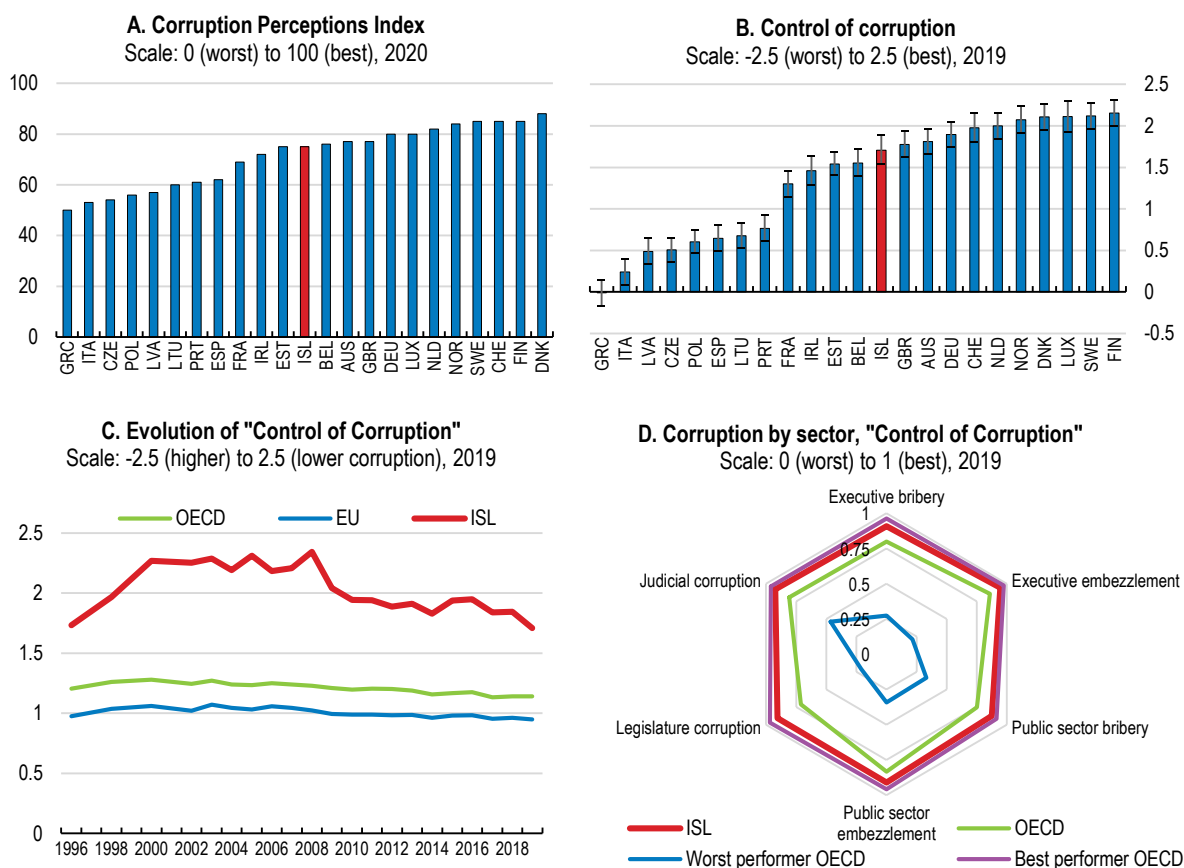 A. Corruption Perceptions Index
Scale: 0 (worst) to 100 (best), 2020
100
80
60
40
20
0
GRC ITA CZE POL LVA LTU PRT ESP FRA IRL EST ISL BEL AUS GBR DEU LUX NLD NOR SWE CHE FIN DNK
B. Control of corruption
Scale: -2.5 (worst) to 2.5 (best), 2019
2.5
2
1.5
1
0.5
0
-0.5
GRC ITA LVA CZE POL ESP LTU PRT FRA IRL EST BEL ISL GBR AUS DEU CHE NLD NOR DNK LUX SWE FIN
C. Evolution of "Control of Corruption"
Scale: -2.5 (higher) to 2.5 (lower corruption), 2019
OECD EU ISL
2.5
2
1.5
1
0.5
0
1996 1998 2000 2002 2004 2006 2008 2010 2012 2014 2016 2018
D. Corruption by sector, "Control of Corruption"
Scale: 0 (worst) to 1 (best), 2019
Executive bribery
1
0.75
0.5
0.25
0
Judicial corruption
Executive embezzlement
Legislature corruption
Public sector bribery
Public sector
embezzlement
ISL
OECD
Worst performer OECD
Best performer OECD